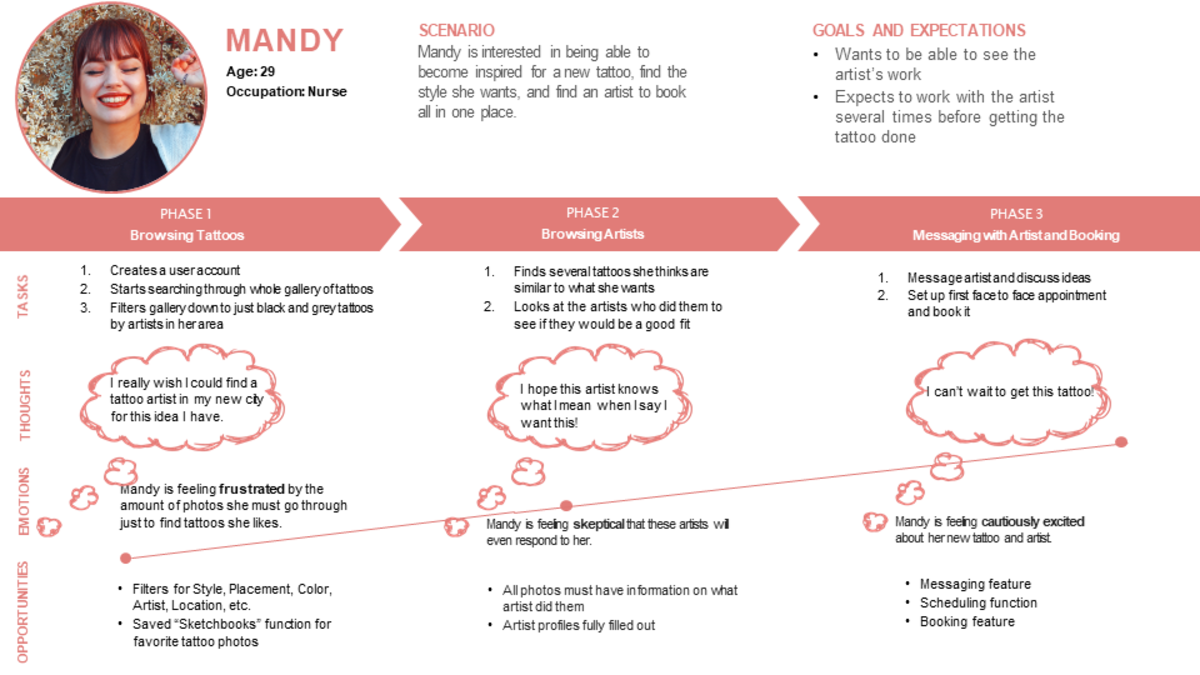 MANDY
Age: 29
Occupation: Nurse
SCENARIO
Mandy is interested in being able to
become inspired for a new tattoo, find the
style she wants, and find an artist to book
all in one place.
GOALS AND EXPECTATIONS
• Wants to be able to see the
artist's work
• Expects to work with the artist
several times before getting the
tattoo done
PHASE 1
Browsing Tattoos
PHASE 2
Browsing Artists
PHASE 3
Messaging with Artist and Booking
TASKS
1. Creates a user account
2. Starts searching through whole gallery of tattoos
3. Filters gallery down to just black and grey tattoos
by artists in her area
1. Finds several tattoos she thinks are
similar to what she wants
2. Looks at the artists who did them to
see if they would be a good fit
1. Message artist and discuss ideas
2. Set up first face to face appointment
and book it
THOUGHTS
I really wish I could find a
tattoo artist in my new city
for this idea I have.
I hope this artist knows
what I mean when I say I
want this!
I can't wait to get this tattoo!
EMOTIONS
Mandy is feeling frustrated by the
amount of photos she must go through
just to find tattoos she likes.
Mandy is feeling skeptical that these artists will
even respond to her.
Mandy is feeling cautiously excited
about her new tattoo and artist.
OPPORTUNITIES
• Filters for Style, Placement, Color,
Artist, Location, etc.
• Saved "Sketchbooks" function for
favorite tattoo photos
• All photos must have information on what
artist did them
• Artist profiles fully filled out
• Messaging feature
• Scheduling function
• Booking feature